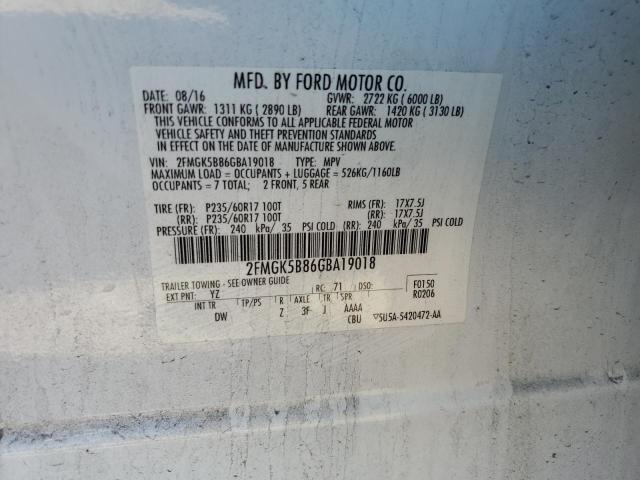 MFD. BY FORD MOTOR CO.
DATE: 08/16 GVWR: 2722 KG ( 6000 LB)
FRONT GAWR: 1311 KG ( 2890 LB) REAR GAWR: 1420 KG ( 3130 LB)
THIS VEHICLE CONFORMS TO ALL APPLICABLE FEDERAL MOTOR
VEHICLE SAFETY AND THEFT PREVENTION STANDARDS
IN EFFECT ON THE DATE OF MANUFACTURE SHOWN ABOVE.
VIN: 2FMGK5B86GBA19018 TYPE: MPV
MAXIMUM LOAD = OCCUPANTS + LUGGAGE = 526KG/1160LB
OCCUPANTS = 7 TOTAL; 2 FRONT, 5 REAR
TIRE (FR): P235/60R17 100T RIMS (FR): 17X7.5J
(RR): P235/60R17 100T (RR): 17X7.5J
PRESSURE (FR): 240 kPa/ 35 PSI COLD (RR): 240 kPa/ 35 PSI COLD
2FMGK5B86GBA19018
TRAILER TOWING - SEE OWNER GUIDE
EXT PNT: YZ RC: 71 DSO: F0150
R0206
INT TR TP/PS R AXLE TR SPR
DW Z 3F J AAAA
CBU 5U5A-5420472-AA